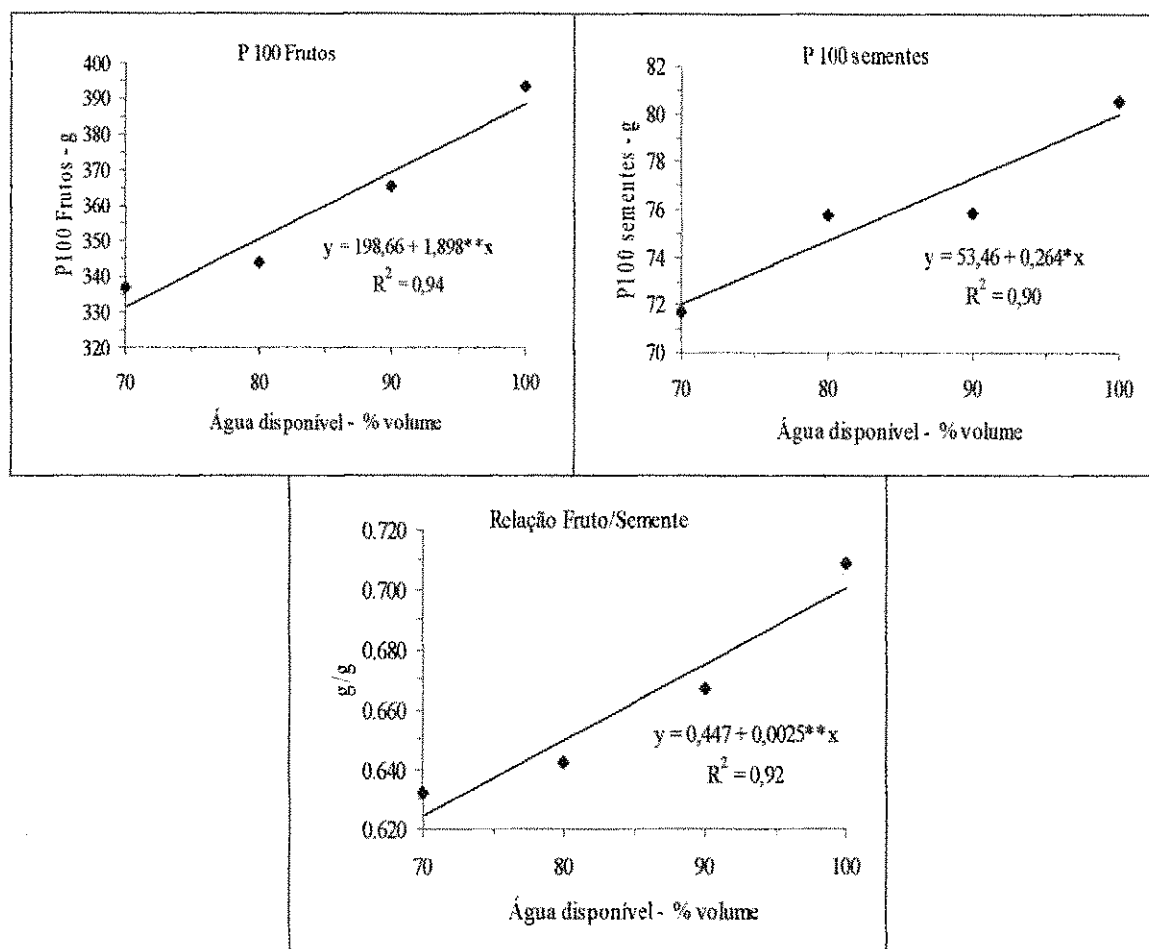 P 100 Frutos
400
390
380
370
360
350
340
330
320
P100 Frutos - g
y = 198,66 + 1,898**x
R² = 0,94
70 80 90 100
Água disponível - % volume
P 100 sementes
82
80
78
76
74
72
70
P100 sementes - g
y = 53,46 + 0,264*x
R² = 0,90
70 80 90 100
Água disponível - % volume
Relação Fruto/Semente
0.720
0.700
0.680
0.660
0.640
0.620
g/g
y = 0,447 + 0,0025**x
R² = 0,92
70 80 90 100
Água disponível - % volume